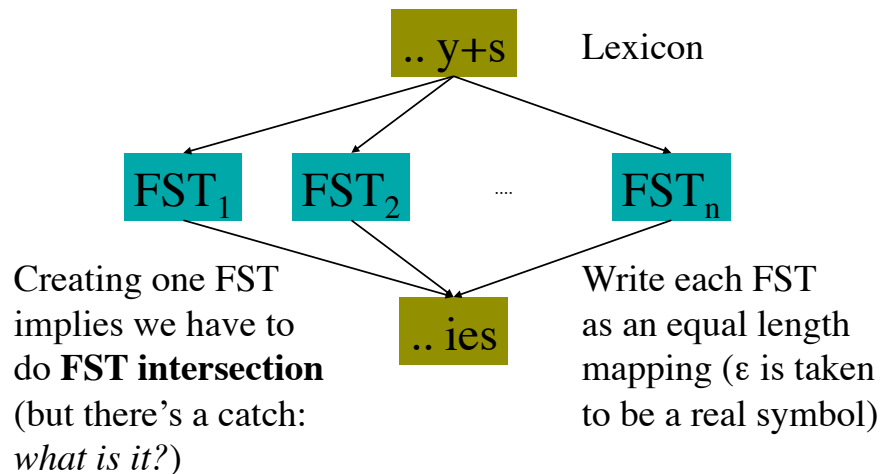 .. y+s
Lexicon
FST1
FST2
....
FSTn
Creating one FST
implies we have to
do FST intersection
(but there's a catch:
what is it?)
.. ies
Write each FST
as an equal length
mapping (ε is taken
to be a real symbol)